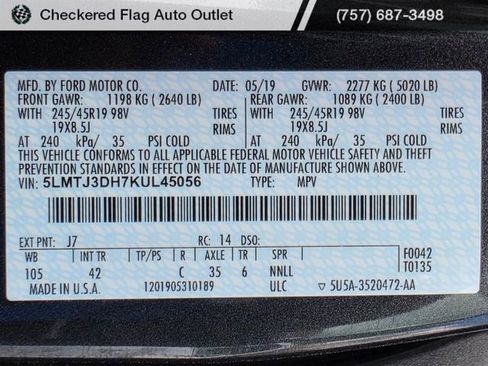 Checkered Flag Auto Outlet (757) 687-3498
MFD. BY FORD MOTOR CO. DATE: 05/19 GVWR: 2277 KG ( 5020 LB)
FRONT GAWR: 1198 KG ( 2640 LB) REAR GAWR: 1089 KG ( 2400 LB)
WITH 245/45R19 98V TIRES WITH 245/45R19 98V TIRES
19X8.5J RIMS 19X8.5J RIMS
AT 240 kPa/ 35 PSI COLD AT 240 kPa/ 35 PSI COLD
THIS VEHICLE CONFORMS TO ALL APPLICABLE FEDERAL MOTOR VEHICLE SAFETY AND BUMPER
STANDARDS IN EFFECT ON THE DATE OF MANUFACTURE SHOWN ABOVE.
VIN: 5LMTJ3DH7KUL45056 TYPE: MPV
EXT PNT: J7 RC: 14 DSO:
WB INT TR TP/PS R AXLE TR SPR F0042
105 42 C 35 6 NNLL T0135
MADE IN U.S.A. 1201905310189 ULC ▽ 5U5A-3520472-AA